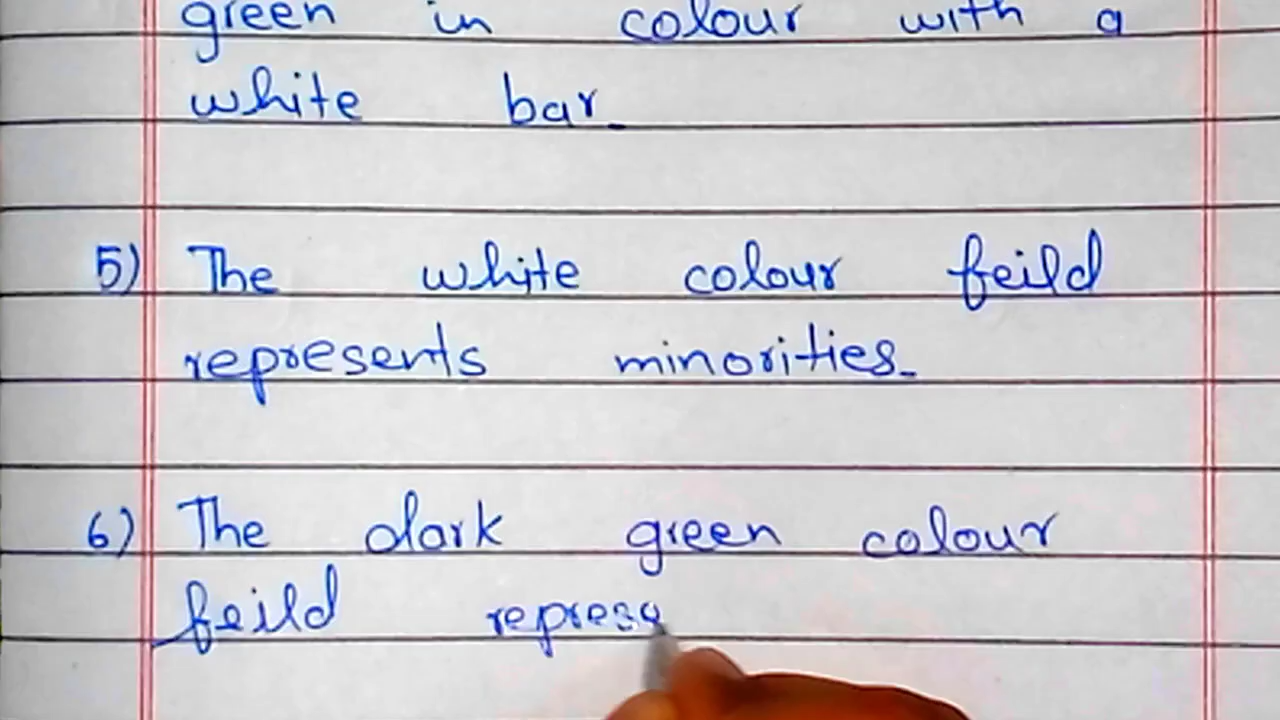 green in colour with a
white bar.
5) The white colour feild
represents minorities.
6) The dark green colour
feild rep